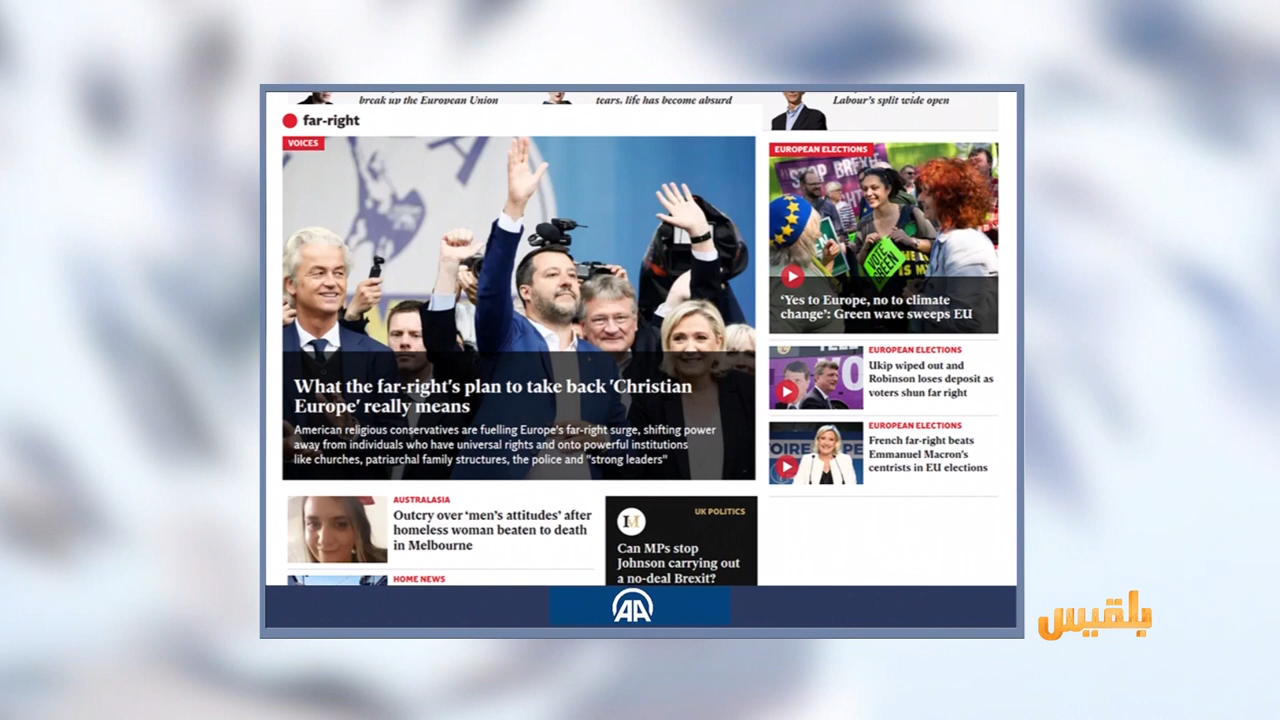 break up the European Union
tears, life has become absurd
Labour's split wide open
far-right
VOICES
What the far-right's plan to take back 'Christian
Europe' really means
American religious conservatives are fuelling Europe's far-right surge, shifting power
away from individuals who have universal rights and onto powerful institutions
like churches, patriarchal family structures, the police and "strong leaders"
EUROPEAN ELECTIONS
STOP BREXIT
VOTE
GREEN
'Yes to Europe, no to climate
change': Green wave sweeps EU
EUROPEAN ELECTIONS
Ukip wiped out and
Robinson loses deposit as
voters shun far right
EUROPEAN ELECTIONS
French far-right beats
Emmanuel Macron's
centrists in EU elections
AUSTRALASIA
Outcry over 'men's attitudes' after
homeless woman beaten to death
in Melbourne
HOME NEWS
IM
UK POLITICS
Can MPs stop
Johnson carrying out
a no-deal Brexit?
AA
بلقيس